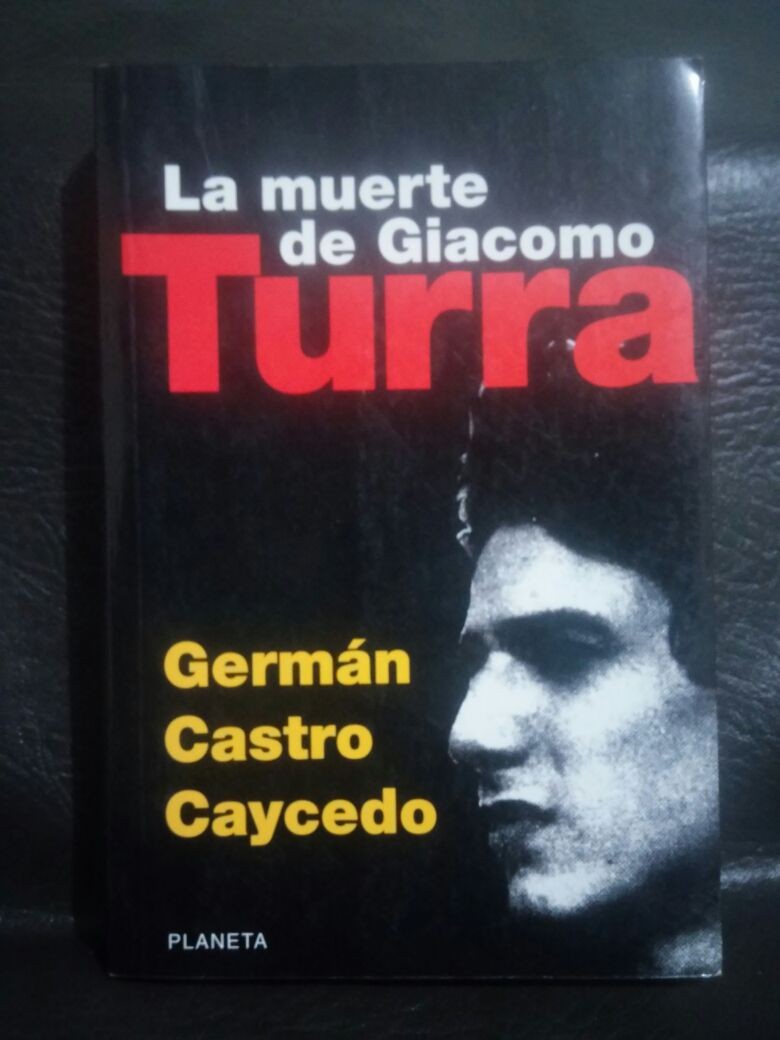 La muerte
de Giacomo
Turra
Germán
Castro
Caycedo
PLANETA